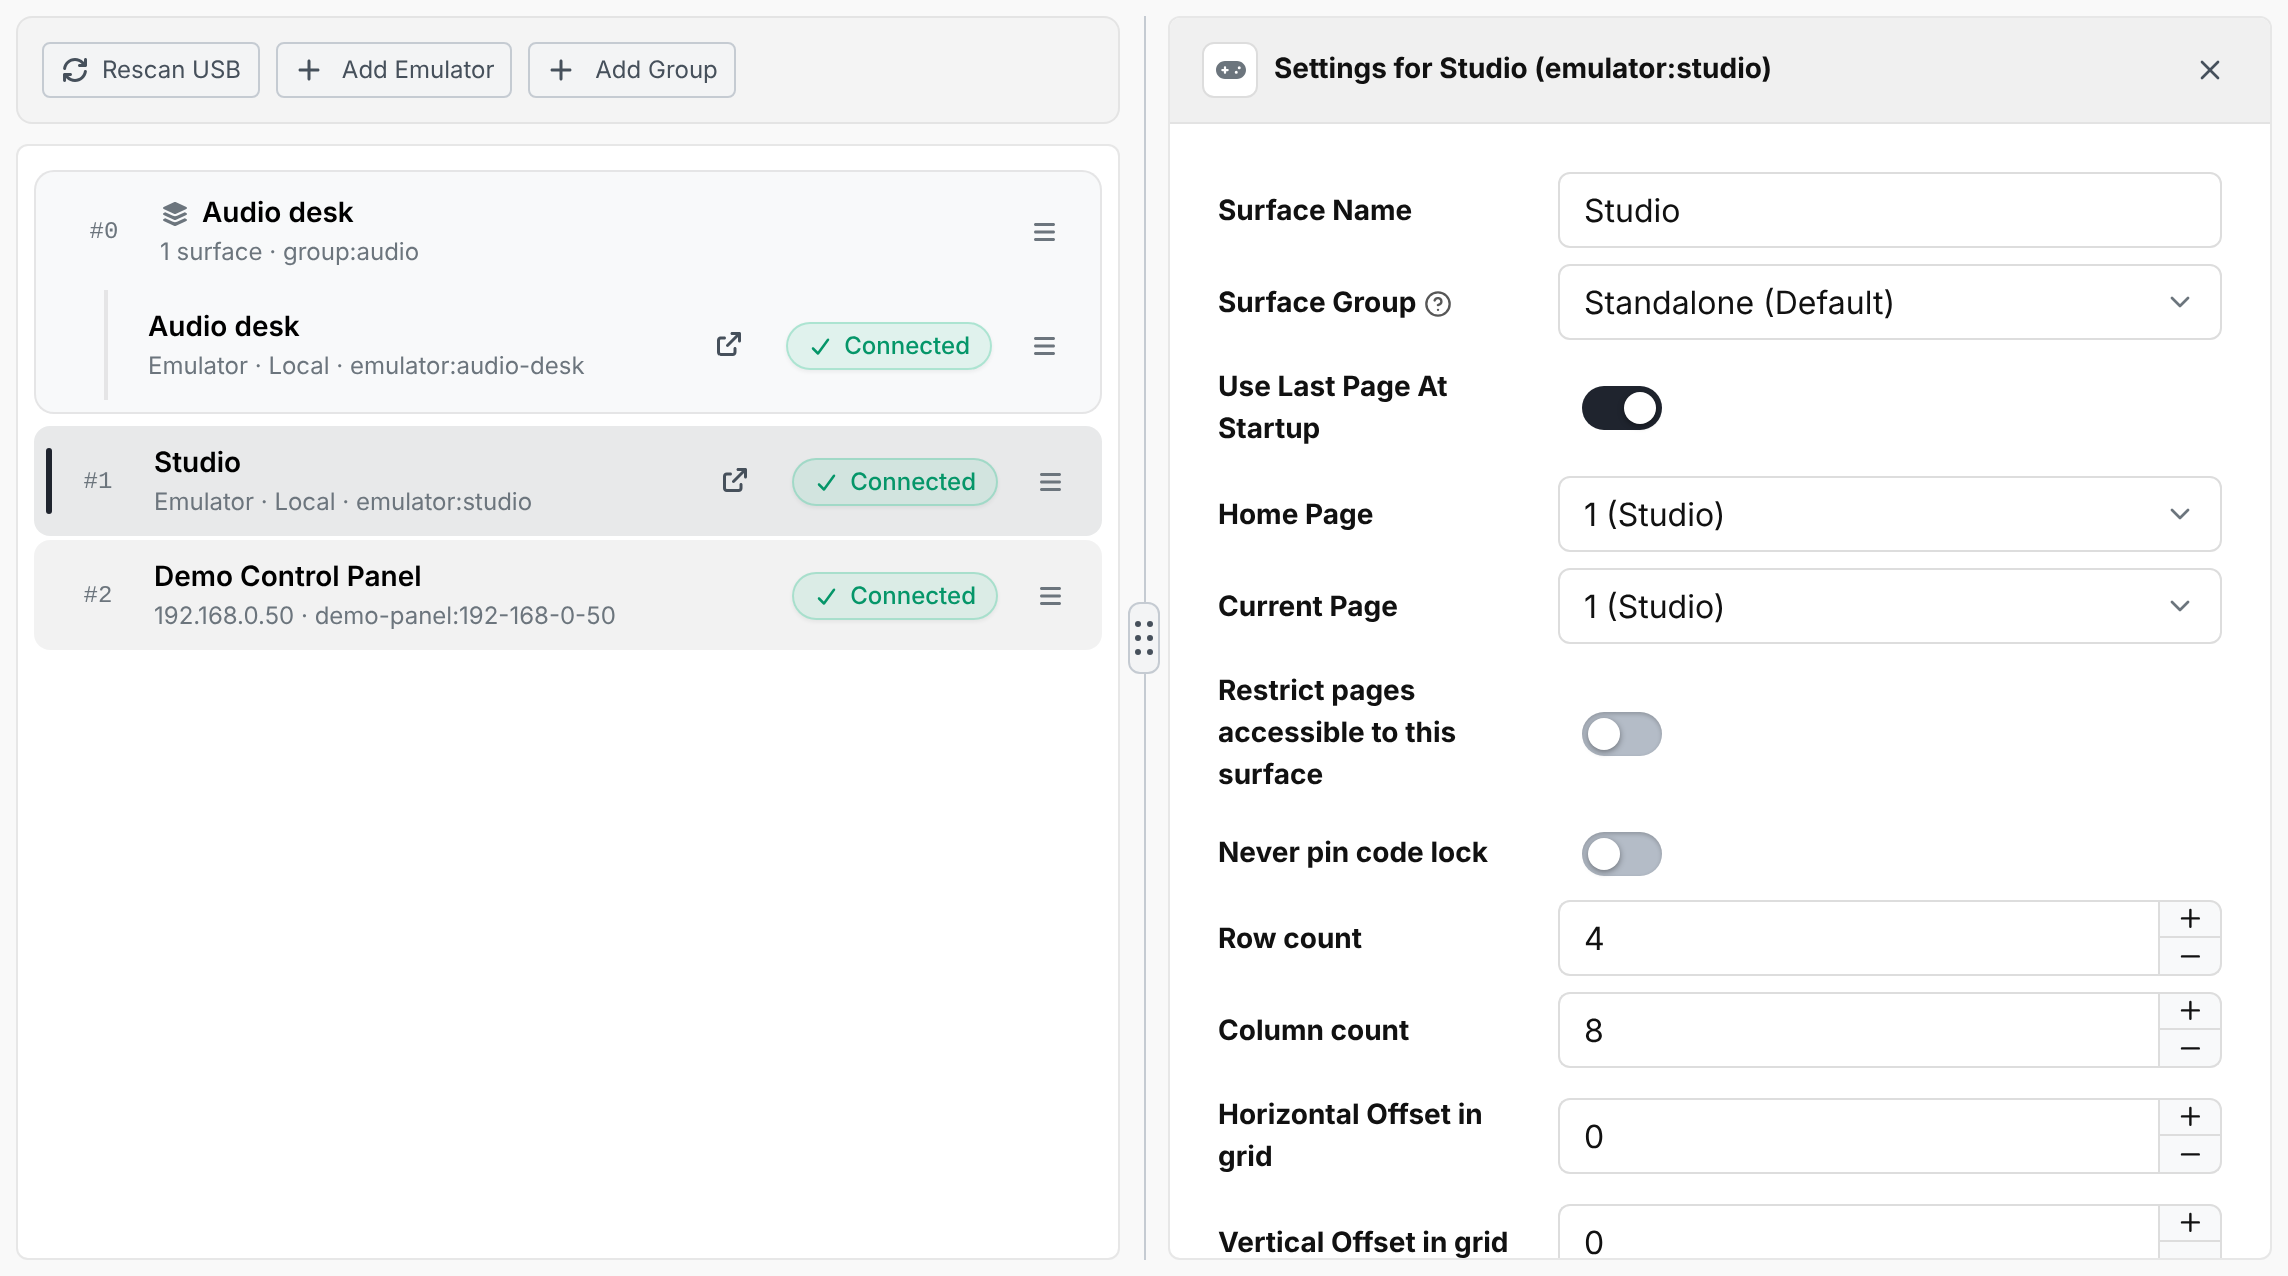 Rescan USB
Add Emulator
Add Group
#0
Audio desk
1 surface · group:audio
Audio desk
Emulator · Local · emulator:audio-desk
Connected
#1
Studio
Emulator · Local · emulator:studio
Connected
#2
Demo Control Panel
192.168.0.50 · demo-panel:192-168-0-50
Connected
Settings for Studio (emulator:studio)
Surface Name
Studio
Surface Group
Standalone (Default)
Use Last Page At
Startup
Home Page
1 (Studio)
Current Page
1 (Studio)
Restrict pages
accessible to this
surface
Never pin code lock
Row count
4
Column count
8
Horizontal Offset in
grid
0
Vertical Offset in grid
0